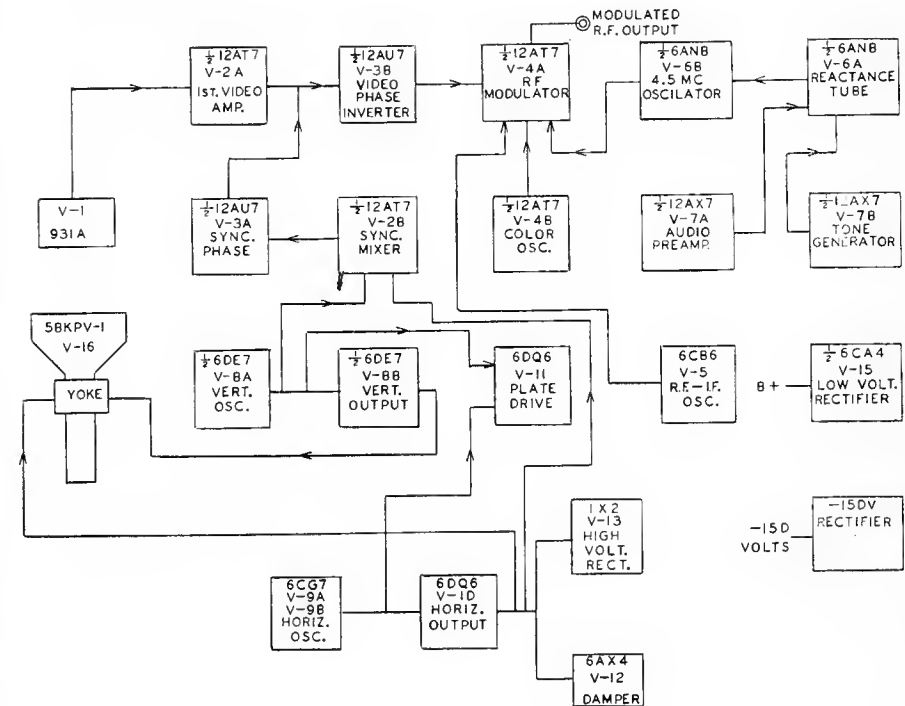 MODULATED
R.F. OUTPUT
½ 12AT7
V-2A
1ST. VIDEO
AMP.
½ 12AU7
V-3B
VIDEO
PHASE
INVERTER
½ 12AT7
V-4A
RF
MODULATOR
½ 6AN8
V-6B
4.5 MC
OSCILATOR
½ 6AN8
V-6A
REACTANCE
TUBE
V-1
931A
½ 12AU7
V-3A
SYNC.
PHASE
½ 12AT7
V-2B
SYNC.
MIXER
½ 12AT7
V-4B
COLOR
OSC.
½ 12AX7
V-7A
AUDIO
PREAMP.
½ 12AX7
V-7B
TONE
GENERATOR
5BKPV-1
V-16
YOKE
½ 6DE7
V-8A
VERT.
OSC.
½ 6DE7
V-8B
VERT.
OUTPUT
6DQ6
V-11
PLATE
DRIVE
6CB6
V-5
R.F.-I.F.
OSC.
B+
½ 6CA4
V-15
LOW VOLT.
RECTIFIER
1X2
V-13
HIGH
VOLT.
RECT.
-150
VOLTS
-150V
RECTIFIER
6CG7
V-9A
V-9B
HORIZ.
OSC.
6DQ6
V-10
HORIZ.
OUTPUT
6AX4
V-12
DAMPER